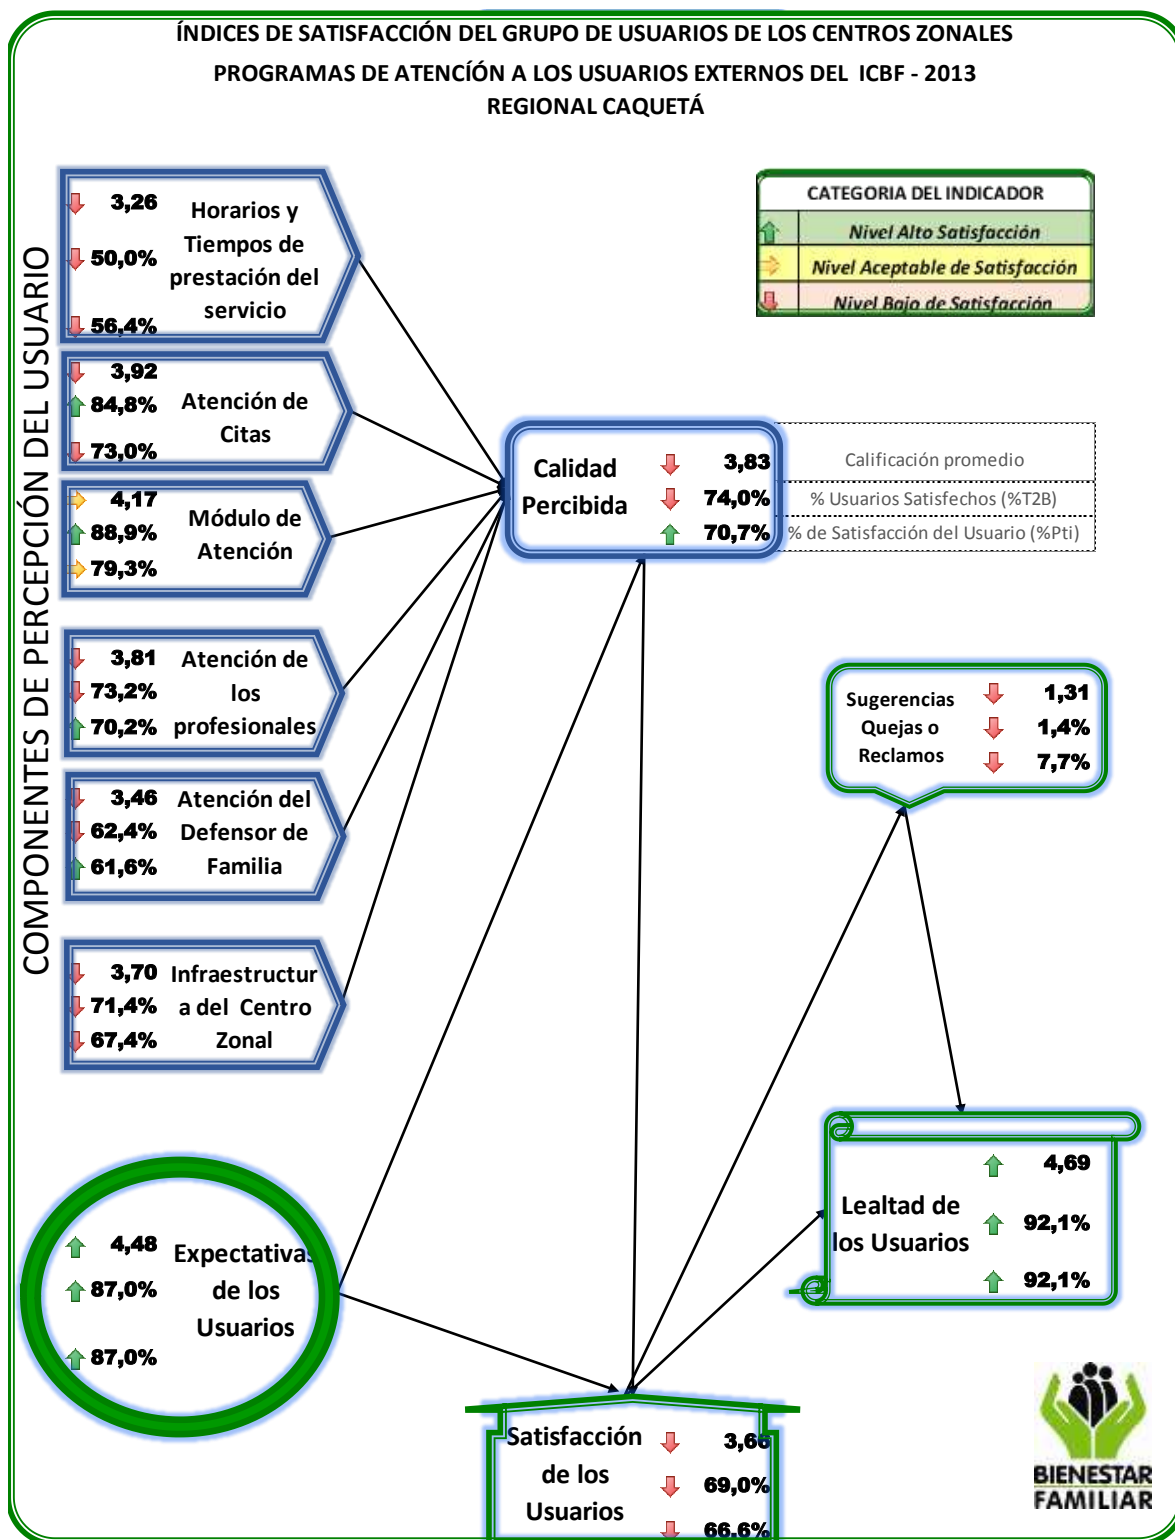 ÍNDICES DE SATISFACCIÓN DEL GRUPO DE USUARIOS DE LOS CENTROS ZONALES
PROGRAMAS DE ATENCÍÓN A LOS USUARIOS EXTERNOS DEL ICBF - 2013
REGIONAL CAQUETÁ
CATEGORIA DEL INDICADOR
Nivel Alto Satisfacción
Nivel Aceptable de Satisfacción
Nivel Bajo de Satisfacción
COMPONENTES DE PERCEPCIÓN DEL USUARIO
3,26
50,0%
56,4%
Horarios y
Tiempos de
prestación del
servicio
3,92
84,8%
73,0%
Atención de
Citas
4,17
88,9%
79,3%
Módulo de
Atención
3,81
73,2%
70,2%
Atención de
los
profesionales
3,46
62,4%
61,6%
Atención del
Defensor de
Familia
3,70
71,4%
67,4%
Infraestructur
a del Centro
Zonal
Calidad
Percibida
3,83
74,0%
70,7%
Calificación promedio
% Usuarios Satisfechos (%T2B)
% de Satisfacción del Usuario (%Pti)
Sugerencias
Quejas o
Reclamos
1,31
1,4%
7,7%
Lealtad de
los Usuarios
4,69
92,1%
92,1%
4,48
87,0%
87,0%
Expectativas
de los
Usuarios
Satisfacción
de los
Usuarios
3,66
69,0%
66,6%
BIENESTAR
FAMILIAR